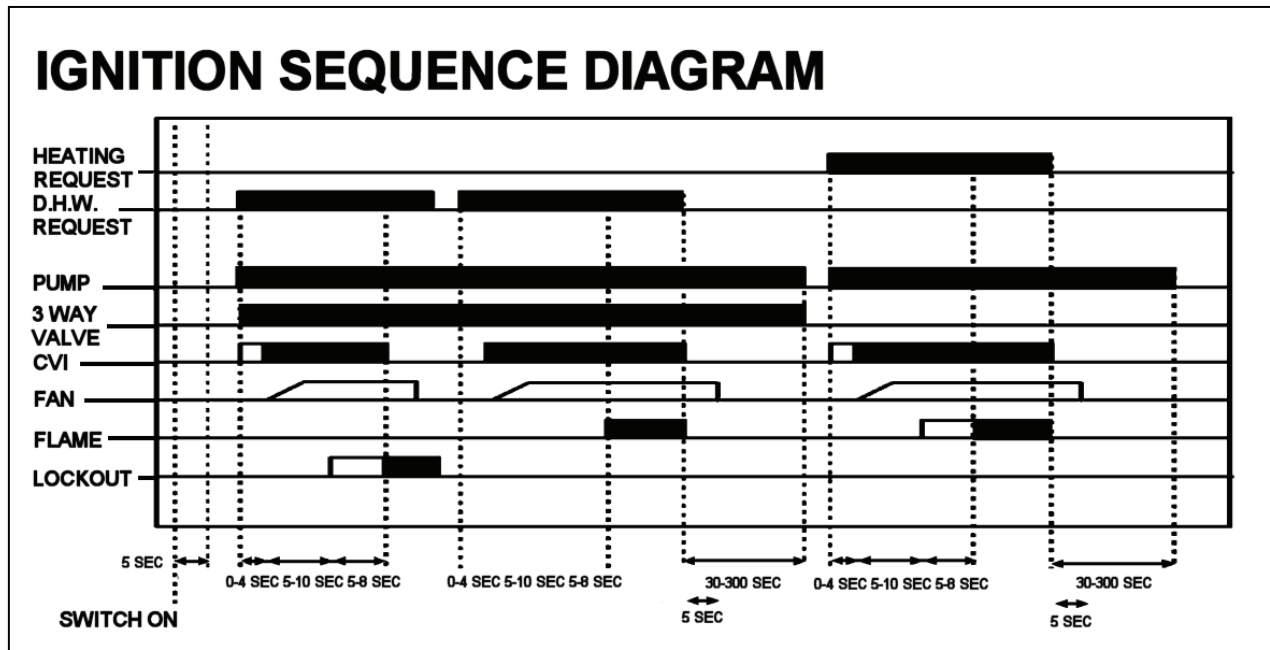 IGNITION SEQUENCE DIAGRAM
HEATING
REQUEST
D.H.W.
REQUEST
PUMP
3 WAY
VALVE
CVI
FAN
FLAME
LOCKOUT
5 SEC
0-4 SEC 5-10 SEC 5-8 SEC
0-4 SEC 5-10 SEC 5-8 SEC
30-300 SEC
0-4 SEC 5-10 SEC 5-8 SEC
30-300 SEC
5 SEC
5 SEC
SWITCH ON